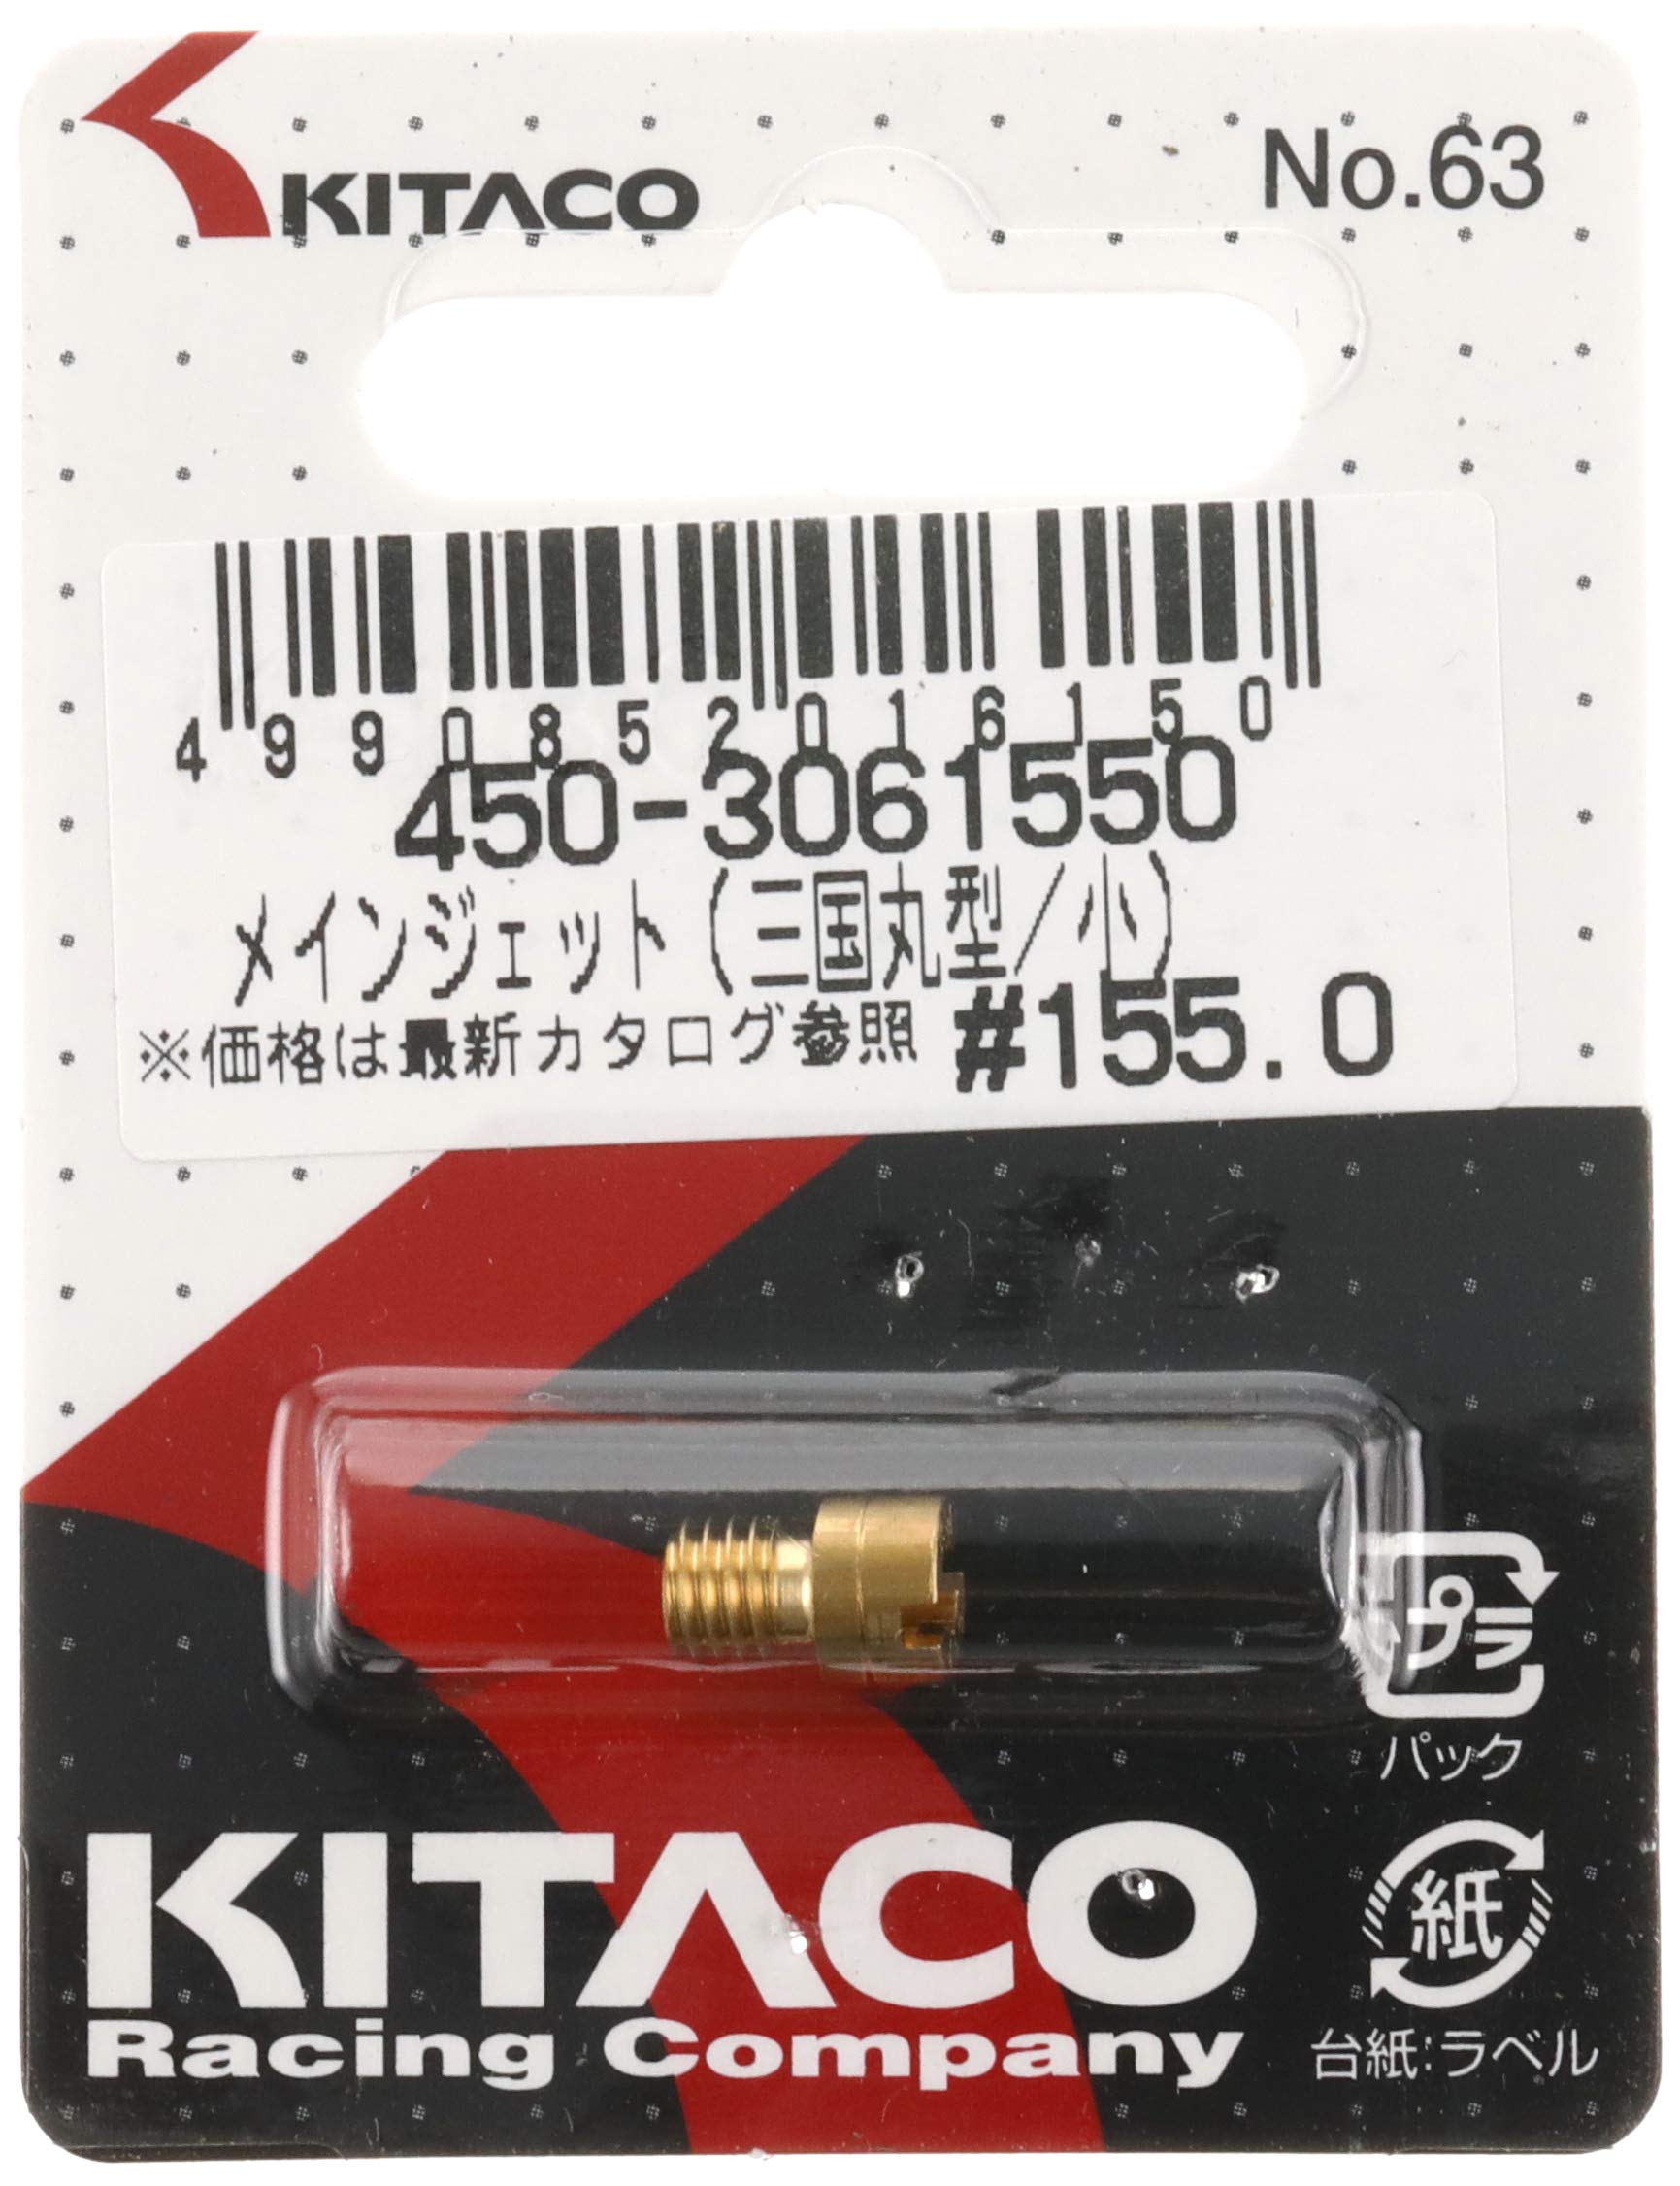 KITACO
No.63
4990852016150
450-3061550
メインジェット(三国丸型/小)
※価格は最新カタログ参照 #155.0
プラ
パック
紙
台紙:ラベル
KITACO
Racing Company